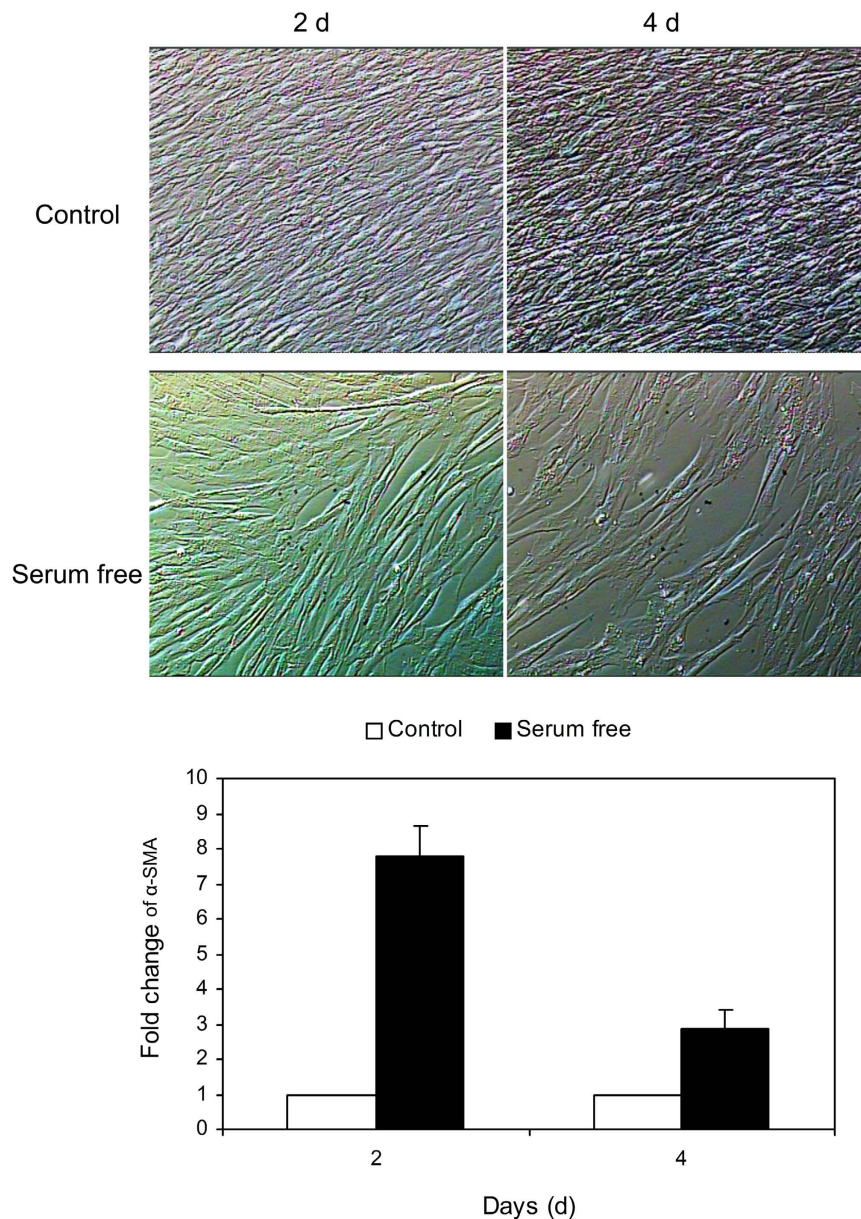 2 d 4 d
Control
Serum free
Control Serum free
10
9
8
7
6
5
4
3
2
1
0
Fold change of α-SMA
2 4
Days (d)